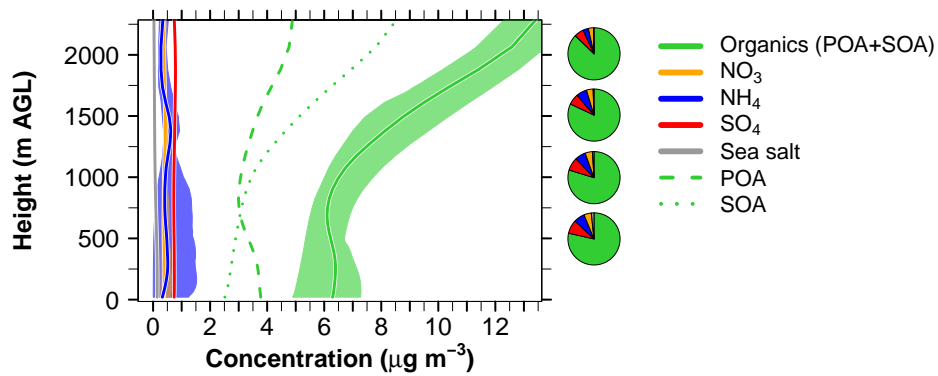 Height (m AGL)
2000
1500
1000
500
0
0 2 4 6 8 10 12
Concentration (μg m⁻³)
Organics (POA+SOA)
NO₃
NH₄
SO₄
Sea salt
POA
SOA